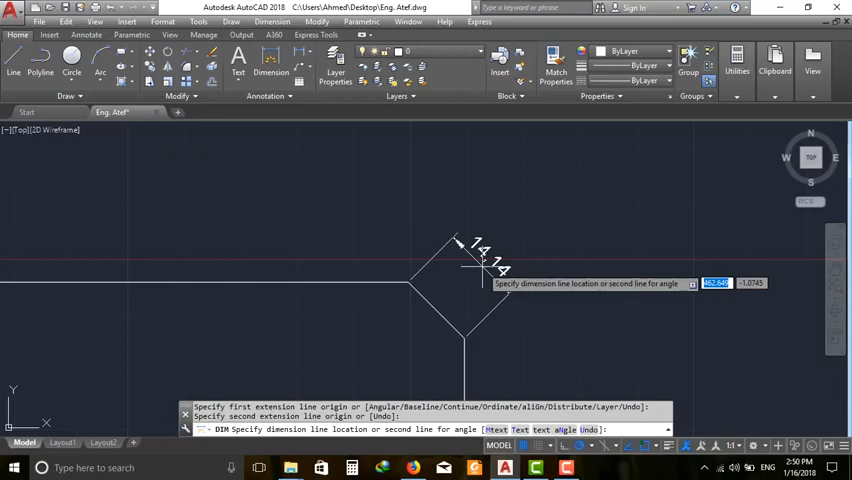 Autodesk AutoCAD 2018 C:\Users\Ahmed\Desktop\Eng. Atef.dwg
Type a keyword or phrase
Sign In
File Edit View Insert Format Tools Draw Dimension Modify Parametric Window Help Express
Home Insert Annotate Parametric View Manage Output A360 Express Tools
0
ByLayer
ByLayer
ByLayer
Line Polyline Circle Arc Text Dimension Layer Properties Insert Match Properties Group Utilities Clipboard View
Draw Modify Annotation Layers Block Properties Groups
Start Eng. Atef*
[−][Top][2D Wireframe]
N
W TOP E
S
WCS
14
14
Specify dimension line location or second line for angle 462.649 -1.0745
Y
X
Specify first extension line origin or [Angular/Baseline/Continue/Ordinate/aliGn/Distribute/Layer/Undo]:
Specify second extension line origin or [Undo]:
DIM Specify dimension line location or second line for angle [Mtext Text text aNgle Undo]:
Model Layout1 Layout2 + MODEL 1:1
Type here to search
ENG 2:50 PM
1/16/2018